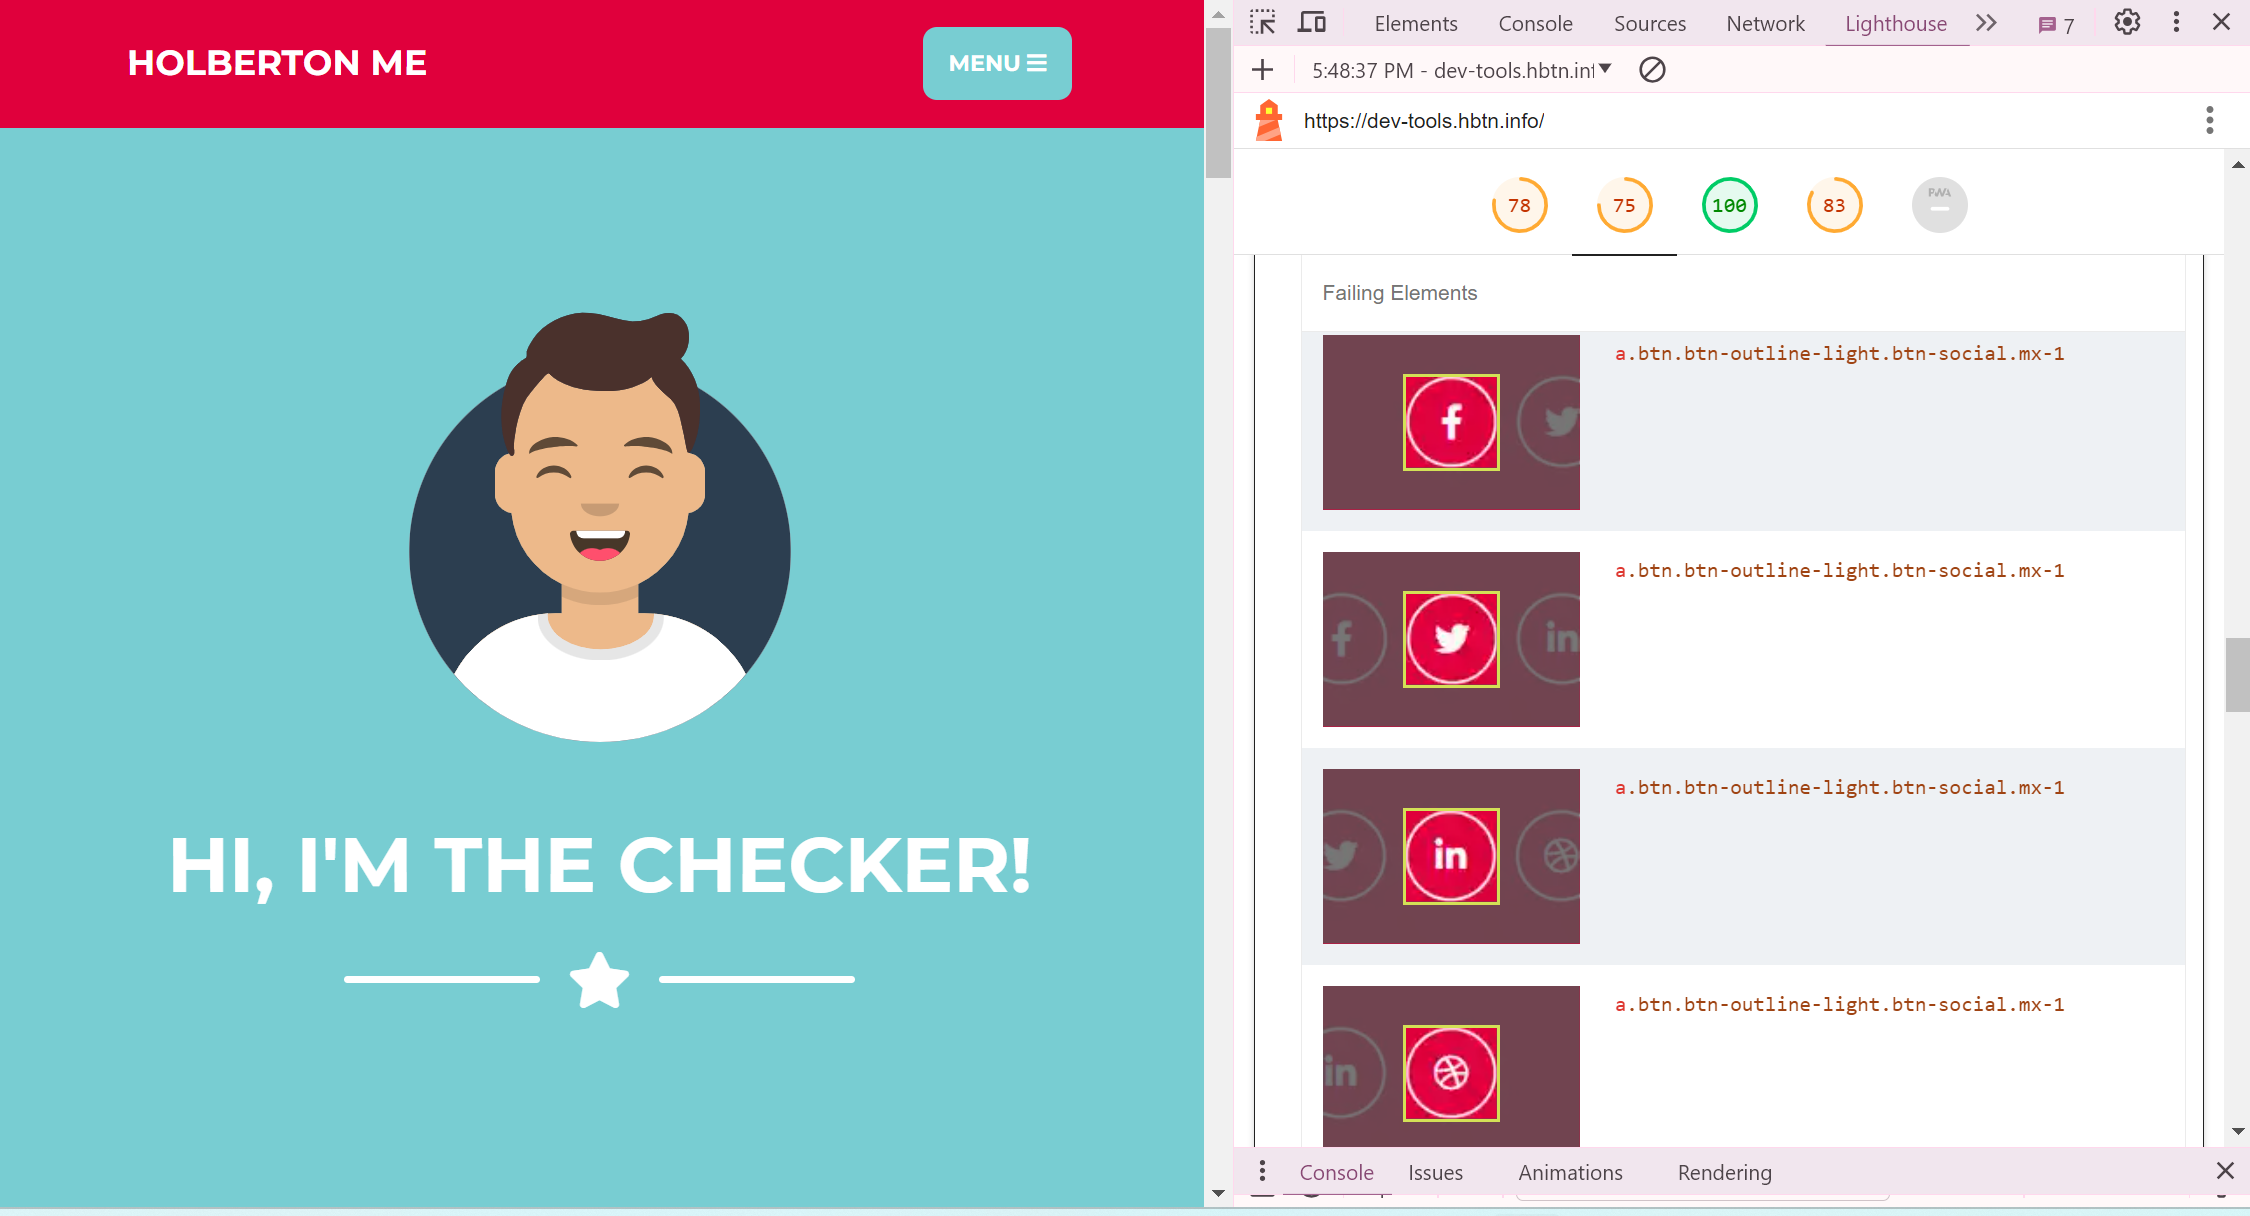 HOLBERTON ME
MENU
HI, I'M THE CHECKER!
Elements Console Sources Network Lighthouse 7
5:48:37 PM - dev-tools.hbtn.inf
https://dev-tools.hbtn.info/
78 75 100 83 PWA
Failing Elements
a.btn.btn-outline-light.btn-social.mx-1
a.btn.btn-outline-light.btn-social.mx-1
in
a.btn.btn-outline-light.btn-social.mx-1
in
in
a.btn.btn-outline-light.btn-social.mx-1
Console Issues Animations Rendering